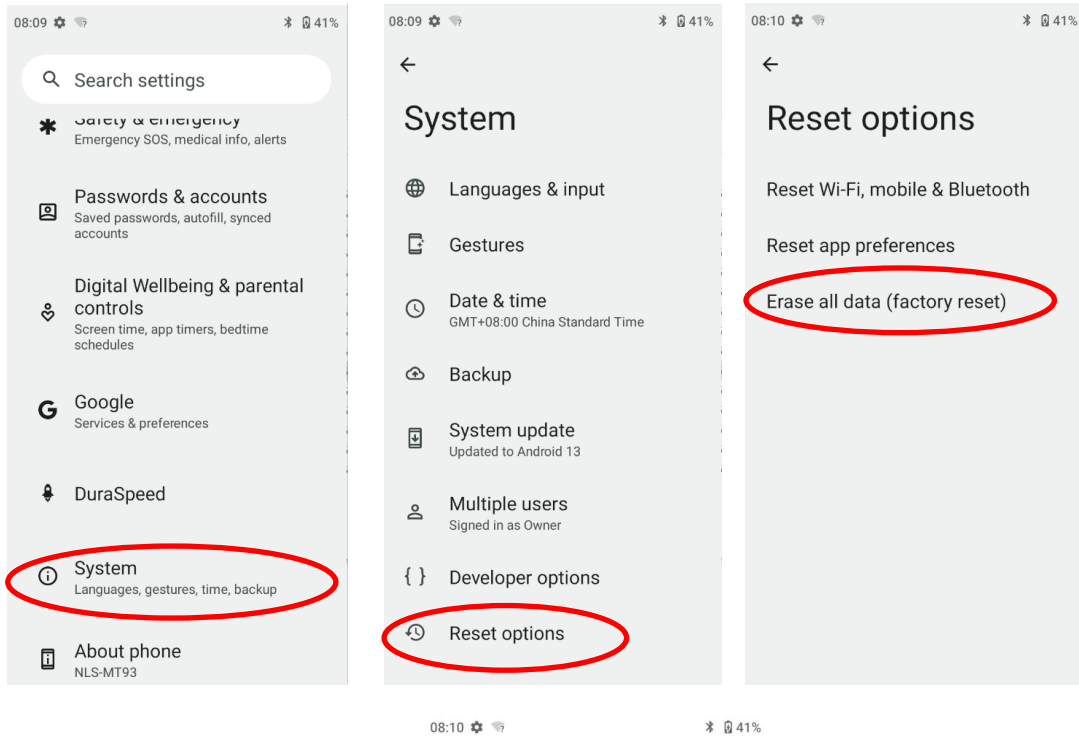 08:09 41%
Search settings
Safety & emergency
Emergency SOS, medical info, alerts
Passwords & accounts
Saved passwords, autofill, synced
accounts
Digital Wellbeing & parental
controls
Screen time, app timers, bedtime
schedules
G Google
Services & preferences
DuraSpeed
System
Languages, gestures, time, backup
About phone
NLS-MT93
08:09 41%
System
Languages & input
Gestures
Date & time
GMT+08:00 China Standard Time
Backup
System update
Updated to Android 13
Multiple users
Signed in as Owner
{ } Developer options
Reset options
08:10 41%
Reset options
Reset Wi-Fi, mobile & Bluetooth
Reset app preferences
Erase all data (factory reset)
08:10 41%